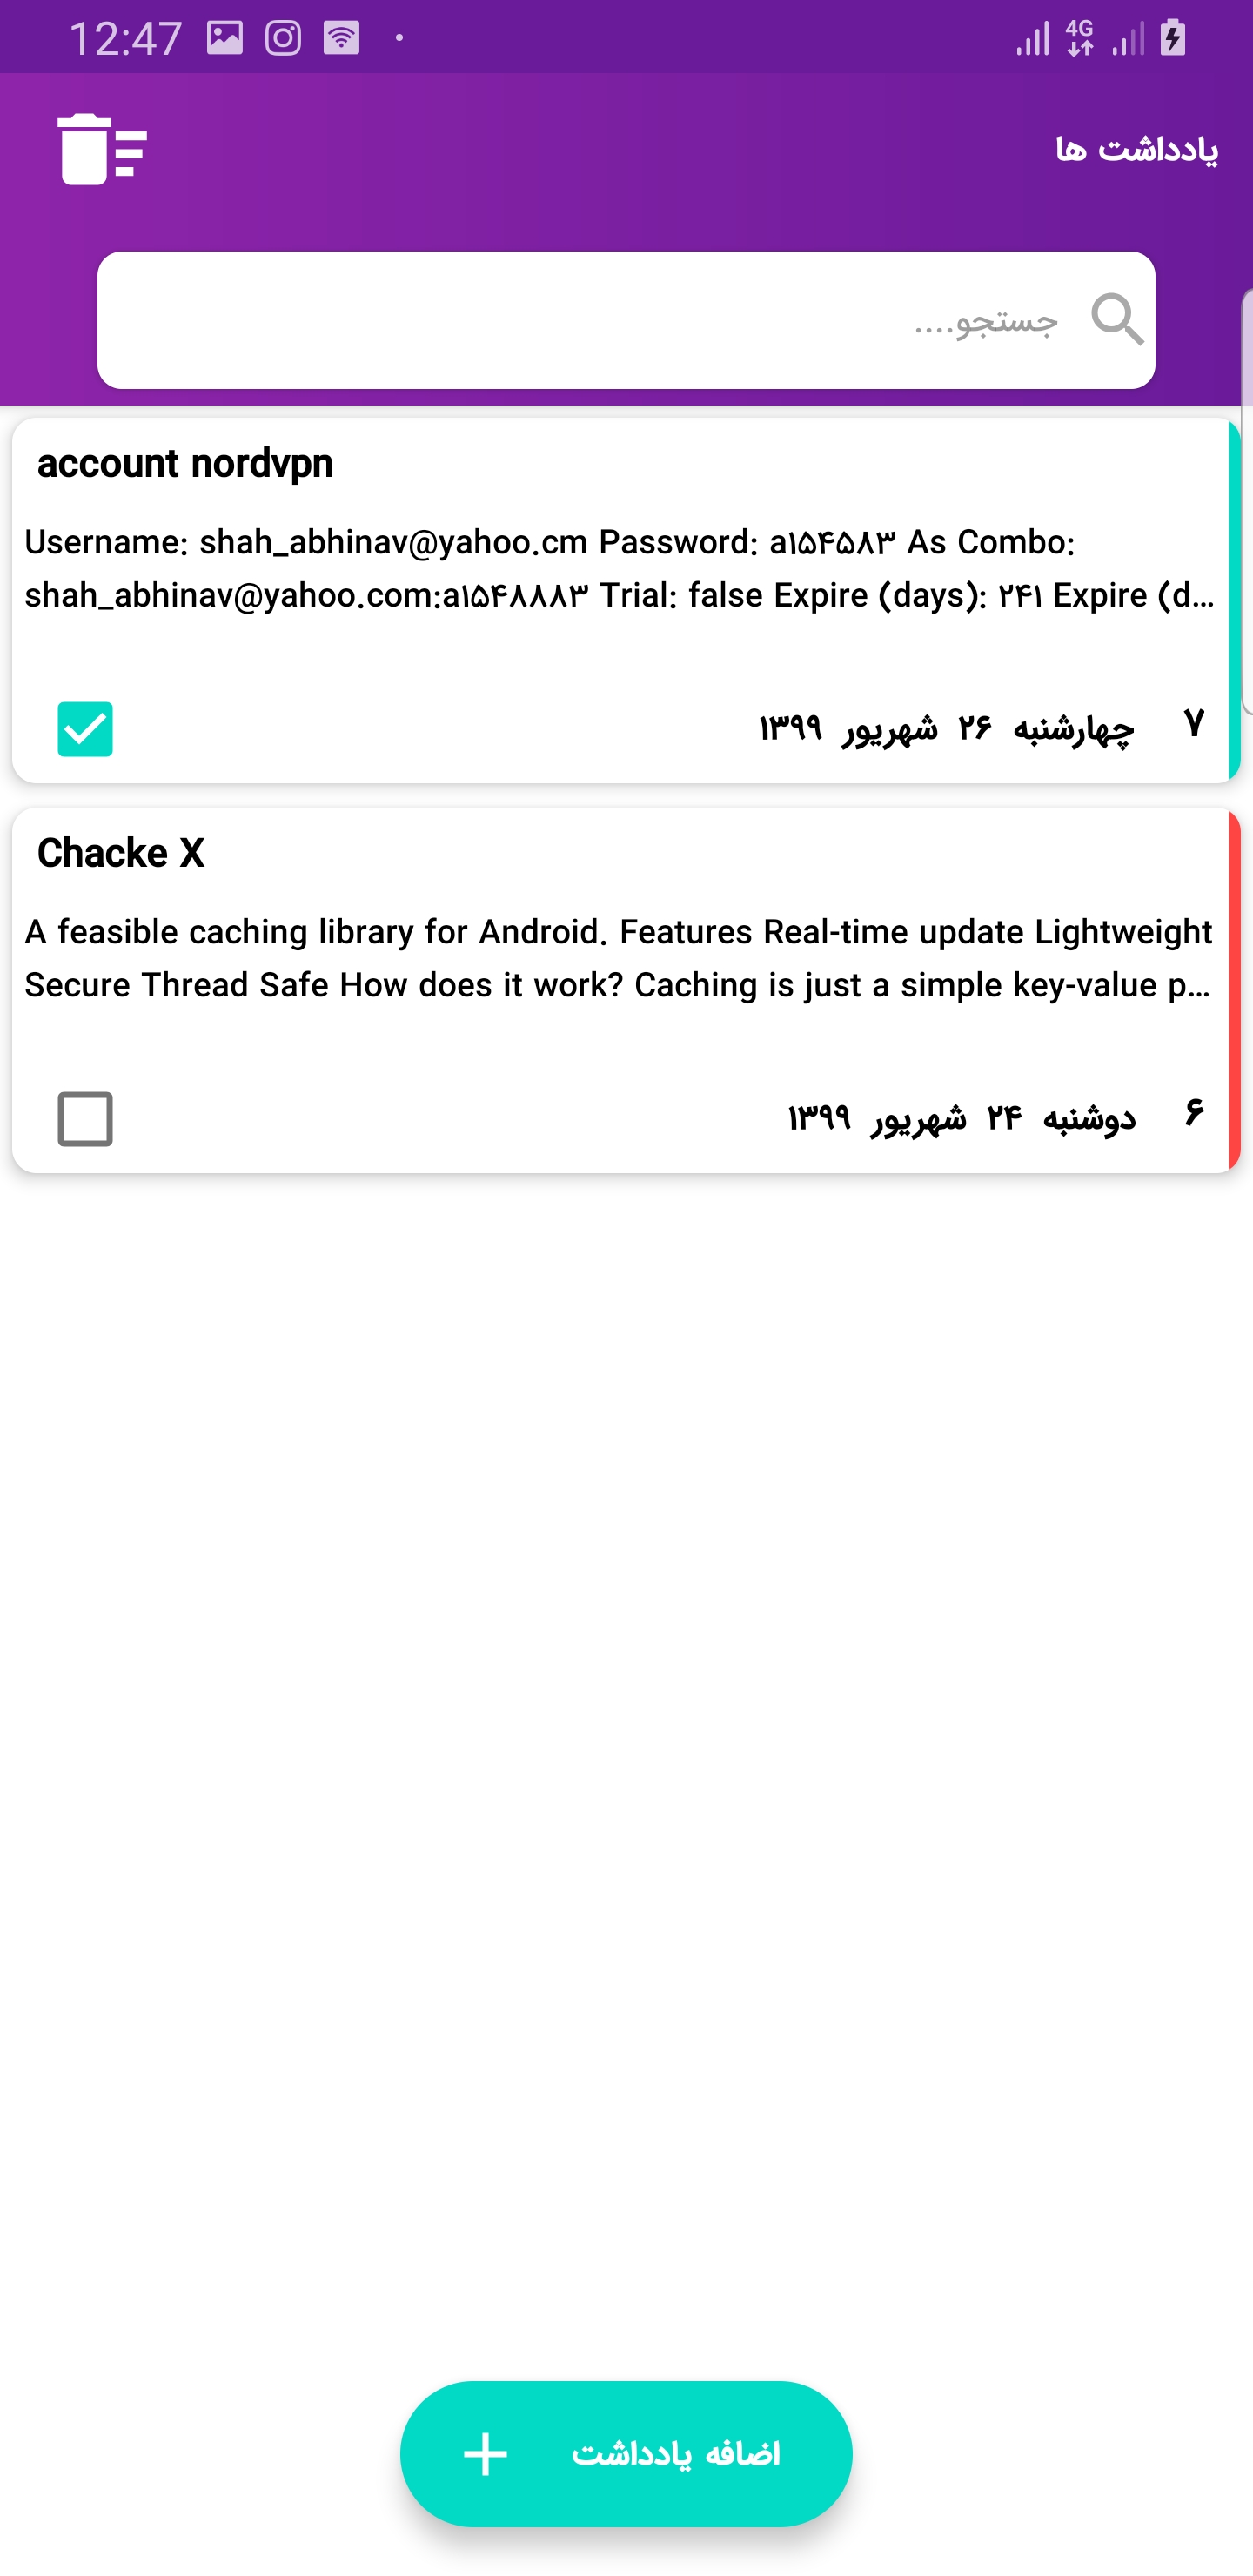 12:47
4G
یادداشت ها
جستجو....
account nordvpn
Username: shah_abhinav@yahoo.cm Password: a۱۵۴۵۸۳ As Combo:
shah_abhinav@yahoo.com:a۱۵۴۸۸۸۳ Trial: false Expire (days): ۲۴۱ Expire (d...
۷ چهارشنبه ۲۶ شهریور ۱۳۹۹
Chacke X
A feasible caching library for Android. Features Real-time update Lightweight
Secure Thread Safe How does it work? Caching is just a simple key-value p...
۶ دوشنبه ۲۴ شهریور ۱۳۹۹
اضافه یادداشت